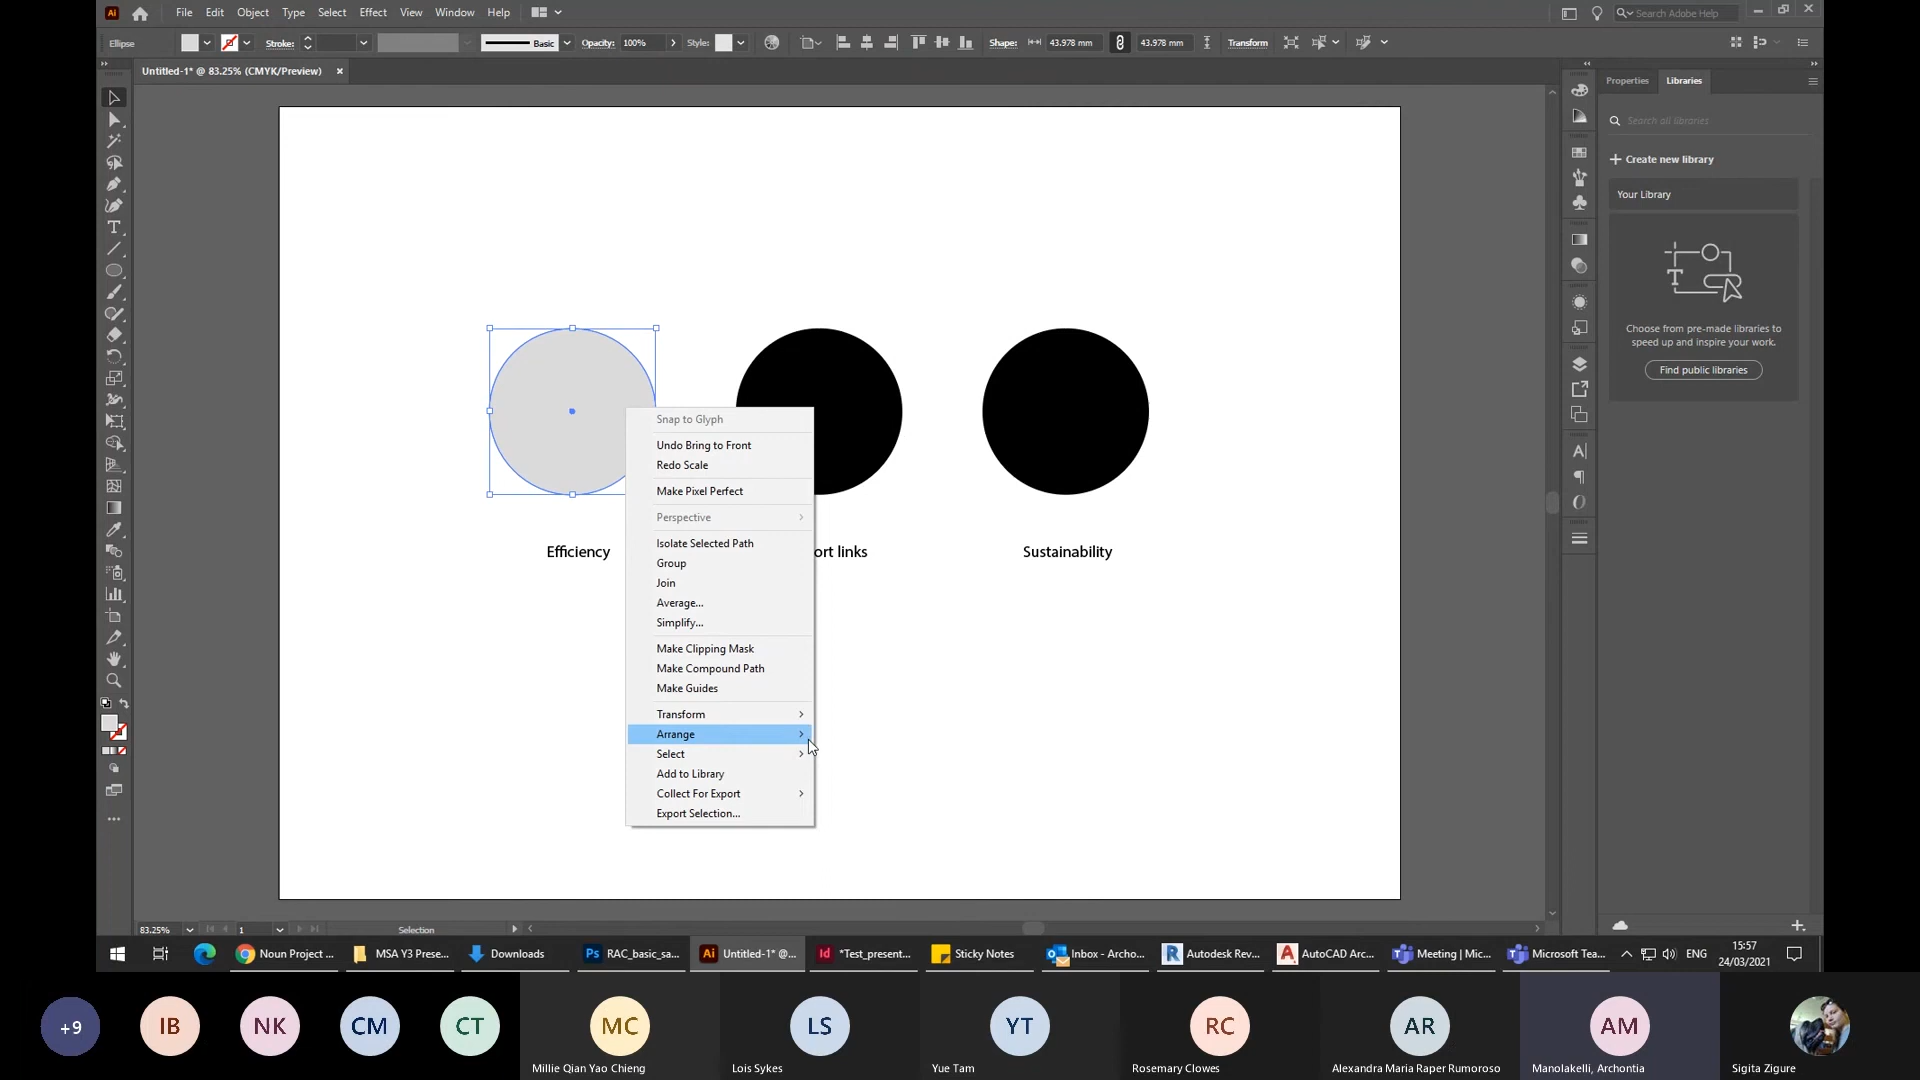 Ai File Edit Object Type Select Effect View Window Help Search Adobe Help
Ellipse Stroke: Basic Opacity: 100% Style: Shape: 43.978 mm 43.978 mm Transform
Untitled-1* @ 83.25% (CMYK/Preview)
Properties Libraries
Search all libraries
Create new library
Your Library
Choose from pre-made libraries to
speed up and inspire your work.
Find public libraries
Snap to Glyph
Undo Bring to Front
Redo Scale
Make Pixel Perfect
Perspective
Isolate Selected Path
Group
Join
Average...
Simplify...
Make Clipping Mask
Make Compound Path
Make Guides
Transform
Arrange
Select
Add to Library
Collect For Export
Export Selection...
Efficiency
ort links
Sustainability
83.25% 1 Selection
Noun Project ... MSA Y3 Prese... Downloads Ps RAC_basic_sa... Ai Untitled-1* @... Id *Test_present... Sticky Notes Inbox - Archo... R Autodesk Rev... A AutoCAD Arc... Meeting | Mic... Microsoft Tea... ENG 15:57
24/03/2021
+9 IB NK CM CT MC LS YT RC AR AM
Millie Qian Yao Chieng Lois Sykes Yue Tam Rosemary Clowes Alexandra Maria Raper Rumoroso Manolakelli, Archontia Sigita Zigure